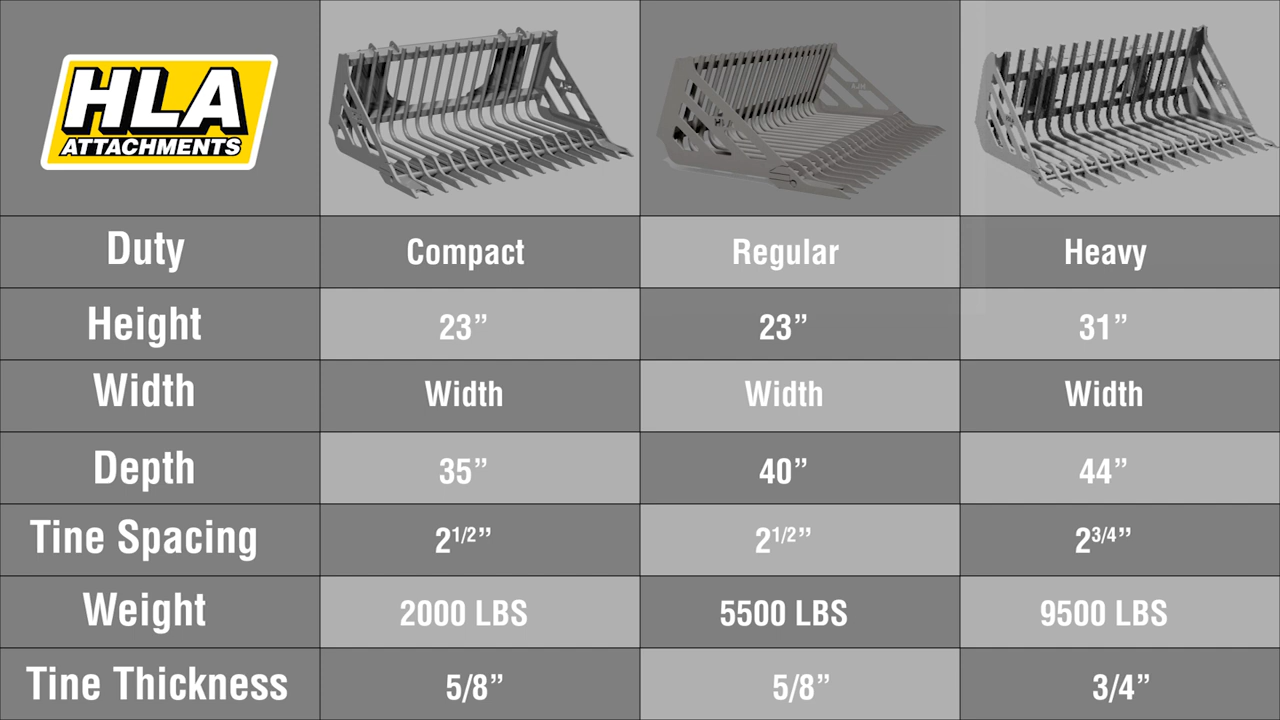 HLA
ATTACHMENTS
Duty Compact Regular Heavy
Height 23” 23” 31”
Width Width Width Width
Depth 35” 40” 44”
Tine Spacing 2 1/2” 2 1/2” 2 3/4”
Weight 2000 LBS 5500 LBS 9500 LBS
Tine Thickness 5/8” 5/8” 3/4”